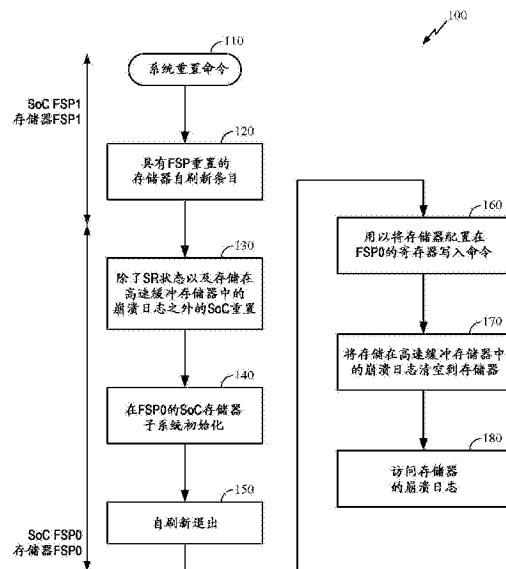 100
110
系统重置命令
SoC FSP1
存储器FSP1
120
具有FSP重置的
存储器自刷新条目
130
除了SR状态以及存储在
高速缓冲存储器中的
崩溃日志之外的SoC重置
140
在FSP0的SoC存储器
子系统初始化
150
自刷新退出
SoC FSP0
存储器FSP0
160
用以将存储器配置在
FSP0的寄存器写入命令
170
将存储在高速缓冲存储器中
的崩溃日志清空到存储器
180
访问存储器
的崩溃日志